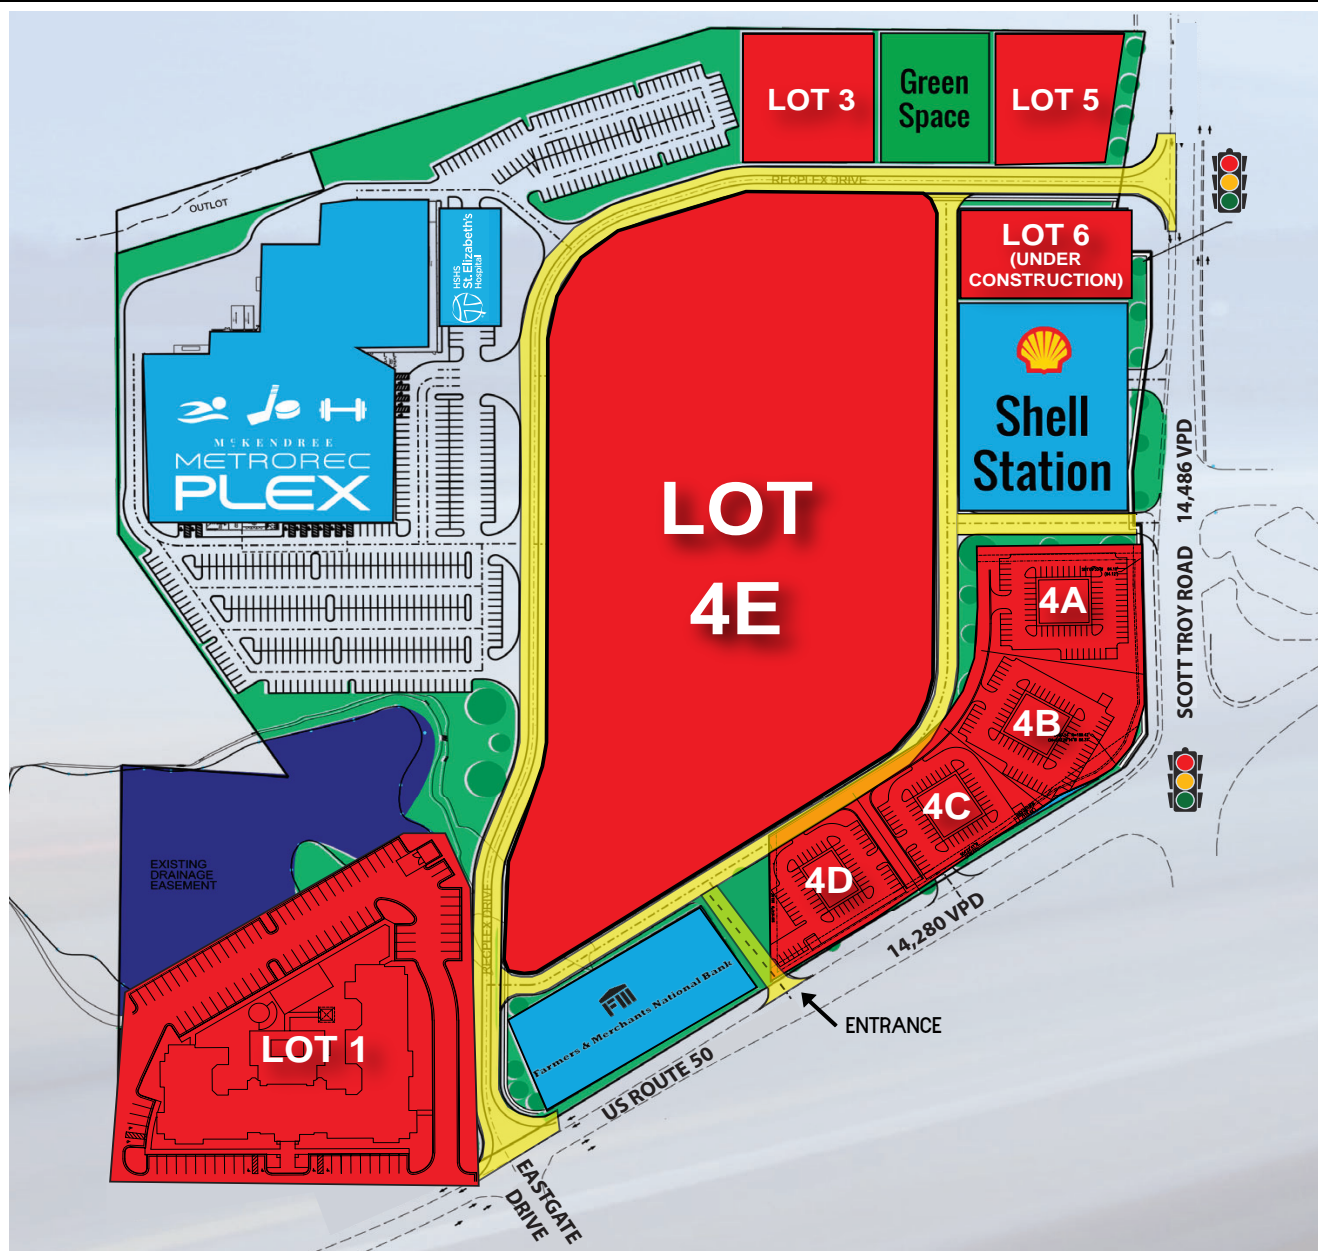 LOT 3
Green
Space
LOT 5
RECPLEX DRIVE
OUTLOT
HSHS
St. Elizabeth's
Hospital
LOT 6
(UNDER
CONSTRUCTION)
Shell
Station
MCKENDREE
METROREC
PLEX
LOT
4E
14,486 VPD
SCOTT TROY ROAD
4A
4B
4C
4D
EXISTING
DRAINAGE
EASEMENT
RECPLEX DRIVE
14,280 VPD
FM
Farmers & Merchants National Bank
ENTRANCE
LOT 1
US ROUTE 50
EASTGATE
DRIVE